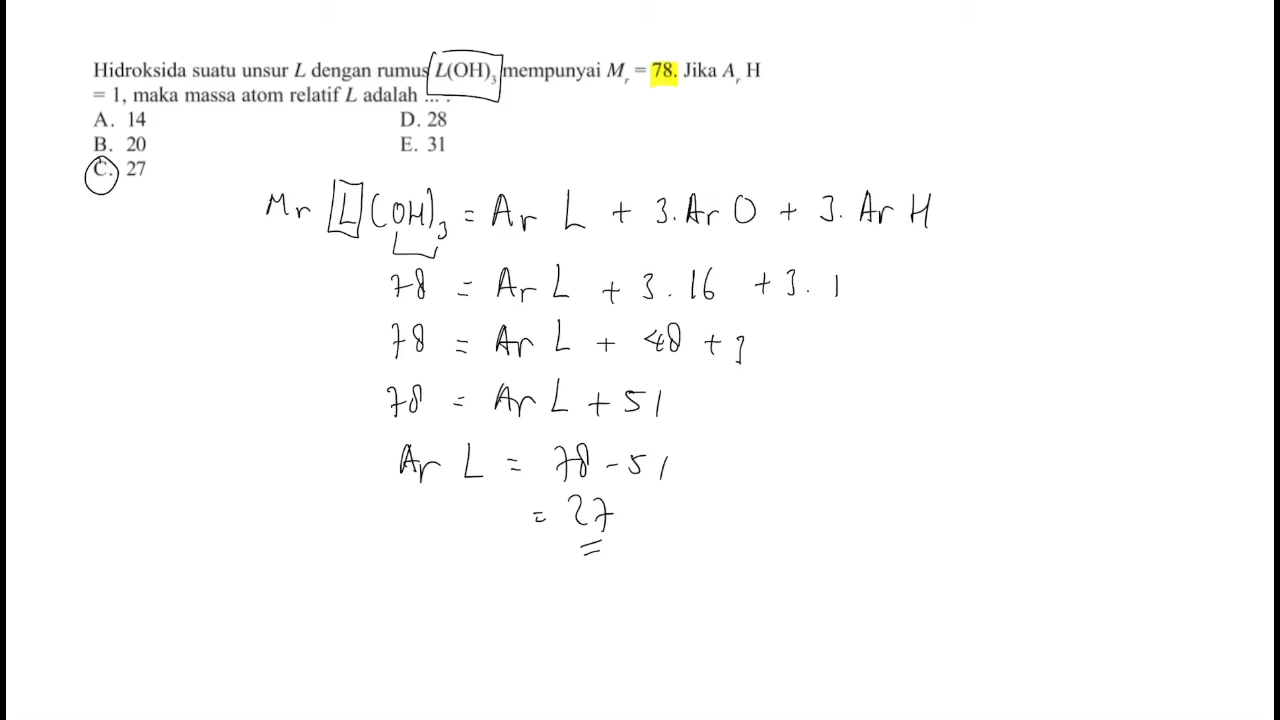 Hidroksida suatu unsur L dengan rumus L(OH)₃ mempunyai Mᵣ = 78. Jika Aᵣ H
= 1, maka massa atom relatif L adalah ... .
A. 14 D. 28
B. 20 E. 31
C. 27
Mr L(OH)₃ = Ar L + 3. Ar O + 3. Ar H
78 = Ar L + 3 . 16 + 3 . 1
78 = Ar L + 48 + 3
78 = Ar L + 51
Ar L = 78 - 51
= 27